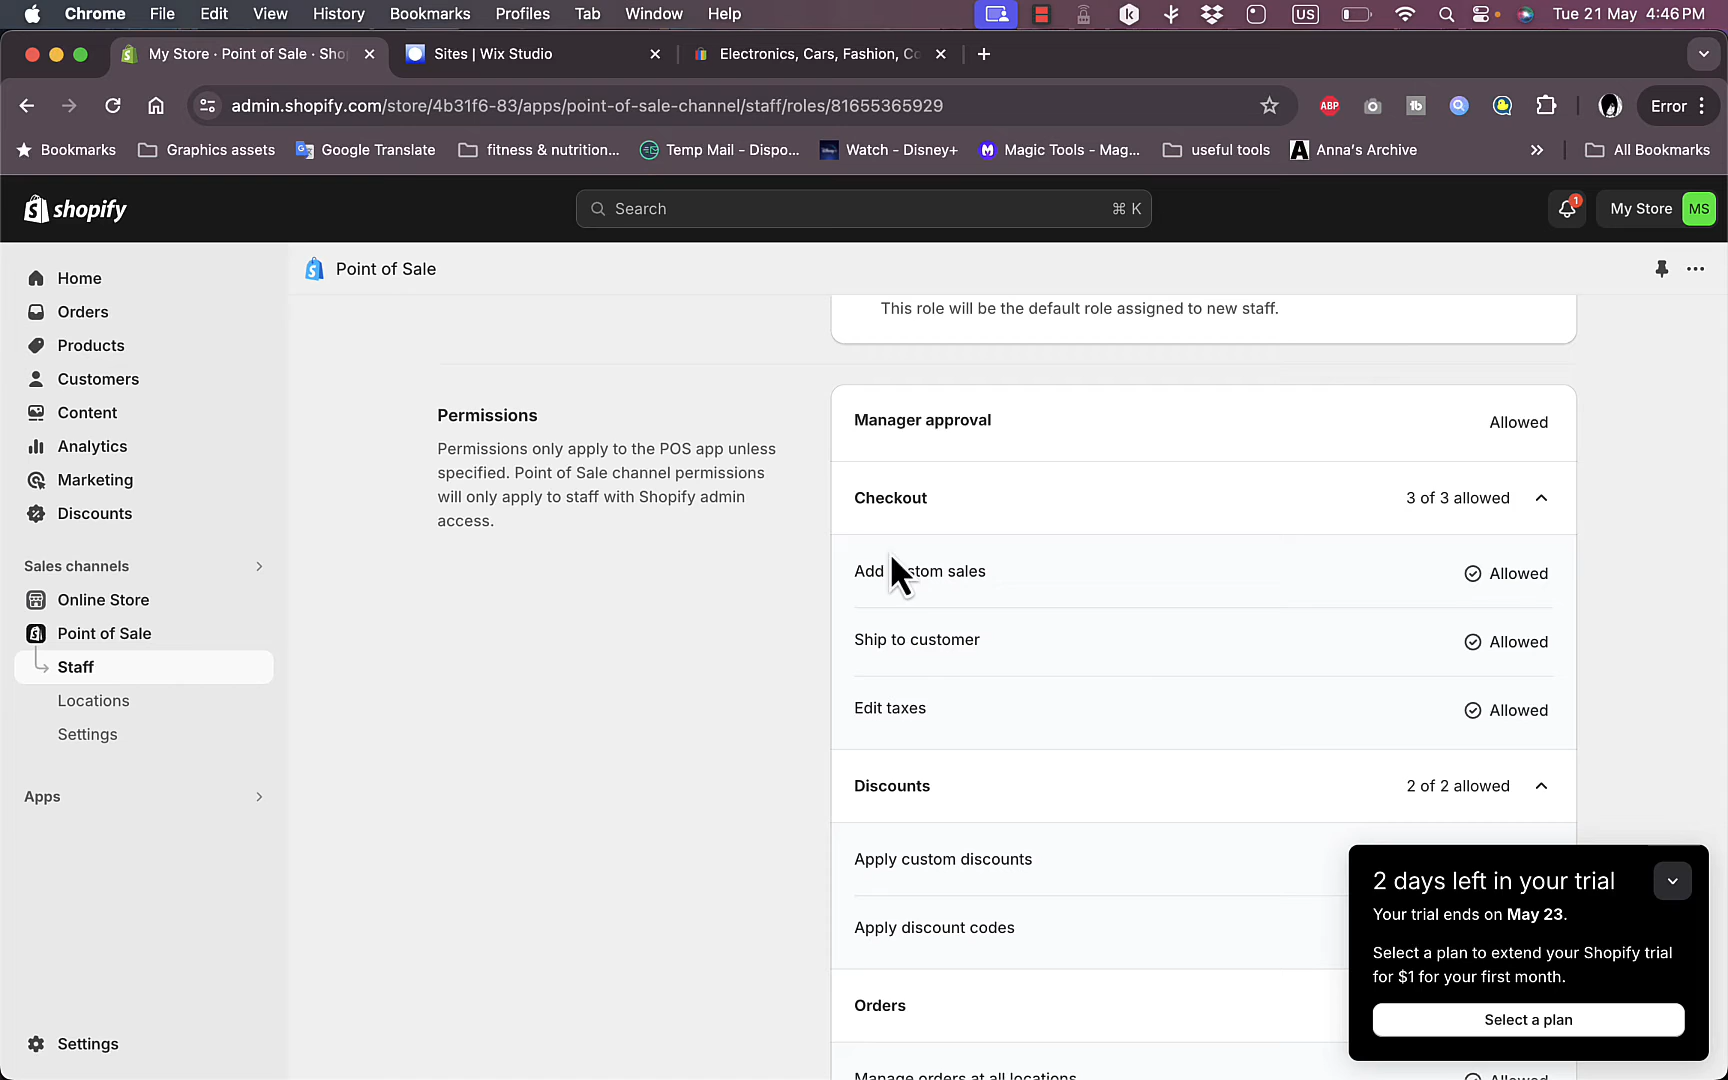 Chrome File Edit View History Bookmarks Profiles Tab Window Help US Tue 21 May 4:46 PM
My Store · Point of Sale · Sho Sites | Wix Studio Electronics, Cars, Fashion, Co
admin.shopify.com/store/4b31f6-83/apps/point-of-sale-channel/staff/roles/81655365929 ABP tb Error
Bookmarks Graphics assets Google Translate fitness & nutrition... Temp Mail - Dispo... Watch - Disney+ Magic Tools - Mag... useful tools Anna's Archive All Bookmarks
shopify Search ⌘ K 1 My Store MS
Home
Orders
Products
Customers
Content
Analytics
Marketing
Discounts
Sales channels
Online Store
Point of Sale
Staff
Locations
Settings
Apps
Settings
Point of Sale
This role will be the default role assigned to new staff.
Permissions
Permissions only apply to the POS app unless
specified. Point of Sale channel permissions
will only apply to staff with Shopify admin
access.
Manager approval Allowed
Checkout 3 of 3 allowed
Add stom sales Allowed
Ship to customer Allowed
Edit taxes Allowed
Discounts 2 of 2 allowed
Apply custom discounts
Apply discount codes
Orders
Manage orders at all locations Allowed
2 days left in your trial
Your trial ends on May 23.
Select a plan to extend your Shopify trial
for $1 for your first month.
Select a plan